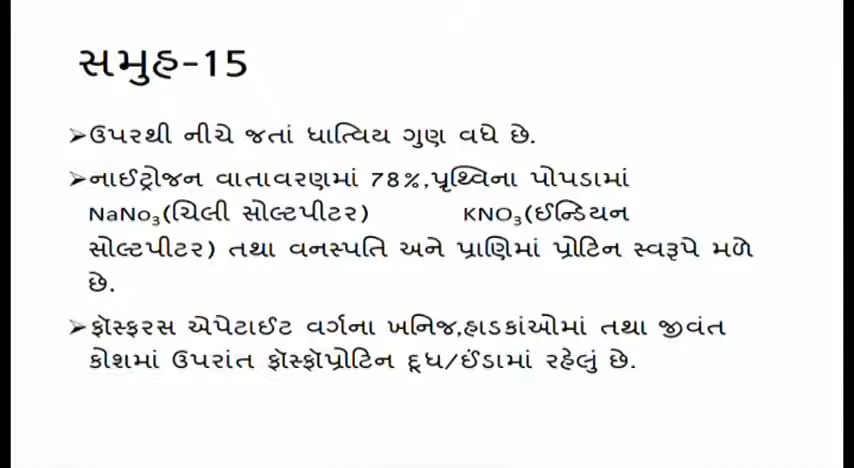 સમુહ-15
➢ઉપરથી નીચે જતાં ધાત્વિય ગુણ વધે છે.
➢નાઈટ્રોજન વાતાવરણમાં 78%,પૃથ્વિના પોપડામાં
NaNo₃(ચિલી સોલ્ટપીટર) KNO₃(ઈન્ડિયન
સોલ્ટપીટર) તથા વનસ્પતિ અને પ્રાણિમાં પ્રોટિન સ્વરૂપે મળે
છે.
➢ફૉસ્ફરસ એપેટાઈટ વર્ગના ખનિજ,હાડકાંઓમાં તથા જીવંત
કોશમાં ઉપરાંત ફૉસ્ફૉપ્રોટિન દૂધ/ઈંડામાં રહેલું છે.